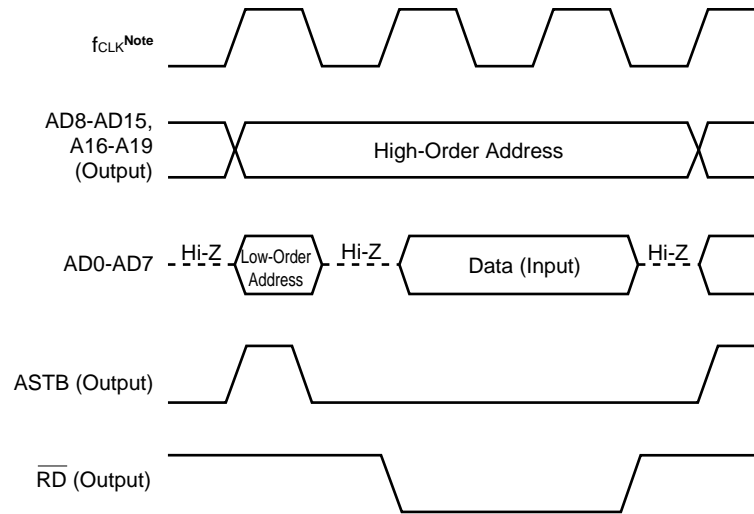 fCLKNote
AD8-AD15,
A16-A19
(Output)
High-Order Address
AD0-AD7
Hi-Z
Low-Order
Address
Hi-Z
Data (Input)
Hi-Z
ASTB (Output)
RD (Output)